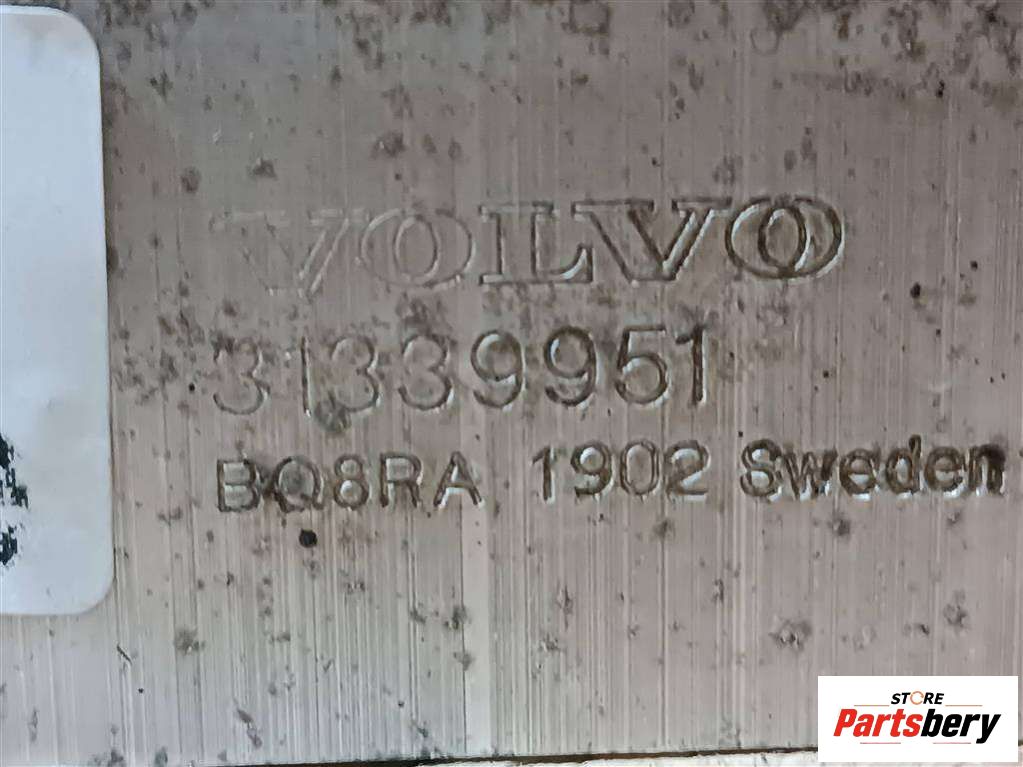 VOLVO
31339951
BQ8RA 1902 Sweden
STORE
Partsbery